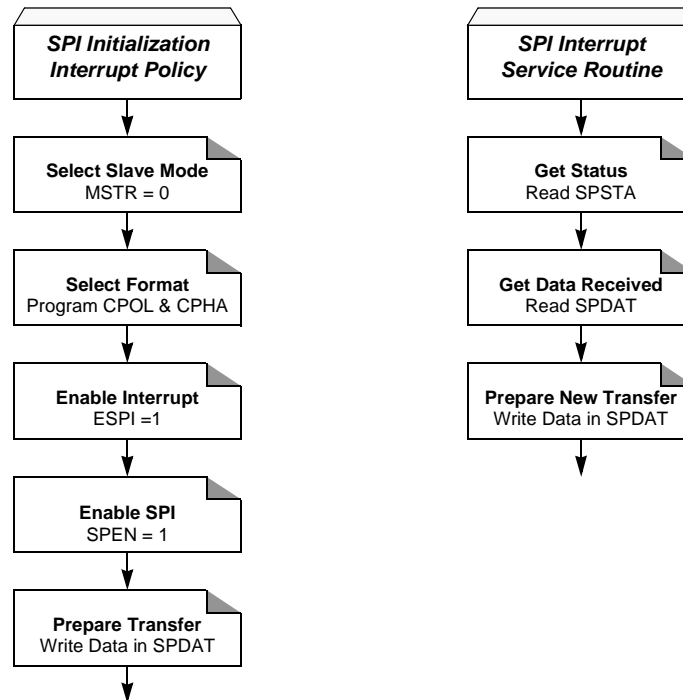 SPI Initialization
Interrupt Policy
Select Slave Mode
MSTR = 0
Select Format
Program CPOL & CPHA
Enable Interrupt
ESPI =1
Enable SPI
SPEN = 1
Prepare Transfer
Write Data in SPDAT
SPI Interrupt
Service Routine
Get Status
Read SPSTA
Get Data Received
Read SPDAT
Prepare New Transfer
Write Data in SPDAT